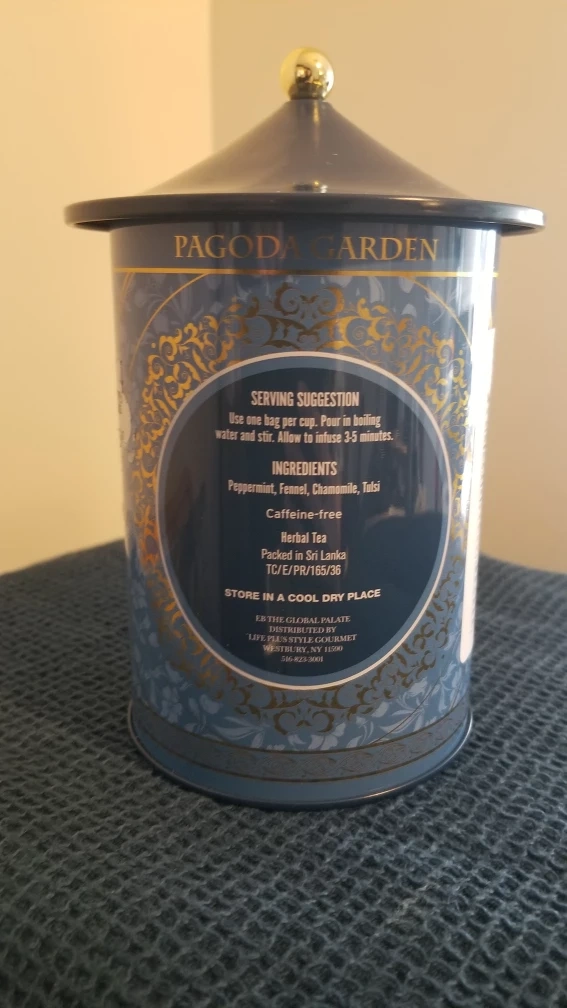 PAGODA GARDEN
SERVING SUGGESTION
Use one bag per cup. Pour in boiling
water and stir. Allow to infuse 3-5 minutes.
INGREDIENTS
Peppermint, Fennel, Chamomile, Tulsi
Caffeine-free
Herbal Tea
Packed in Sri Lanka
TC/E/PR/165/36
STORE IN A COOL DRY PLACE
EB THE GLOBAL PALATE
DISTRIBUTED BY
LIFE PLUS STYLE GOURMET
WESTBURY, NY 11590
516-823-3001